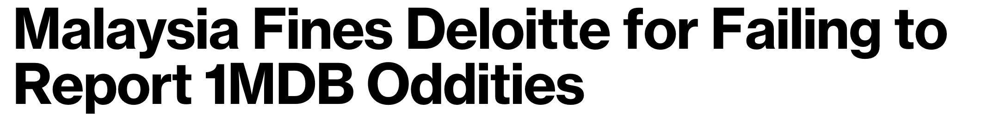 Malaysia Fines Deloitte for Failing to
Report 1MDB Oddities